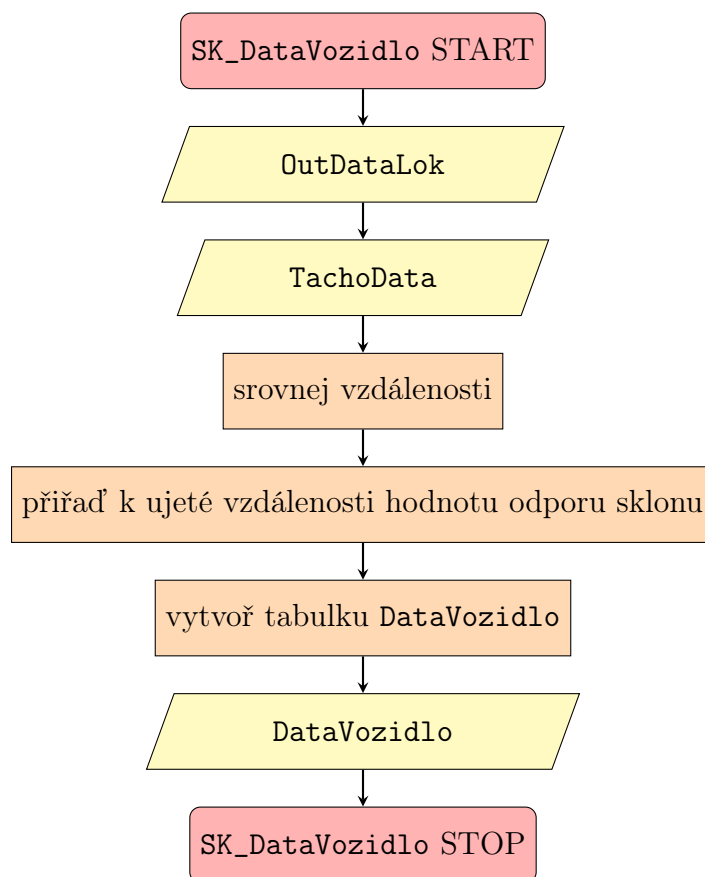 SK_DataVozidlo START
OutDataLok
TachoData
srovnej vzdálenosti
přiřaď k ujeté vzdálenosti hodnotu odporu sklonu
vytvoř tabulku DataVozidlo
DataVozidlo
SK_DataVozidlo STOP